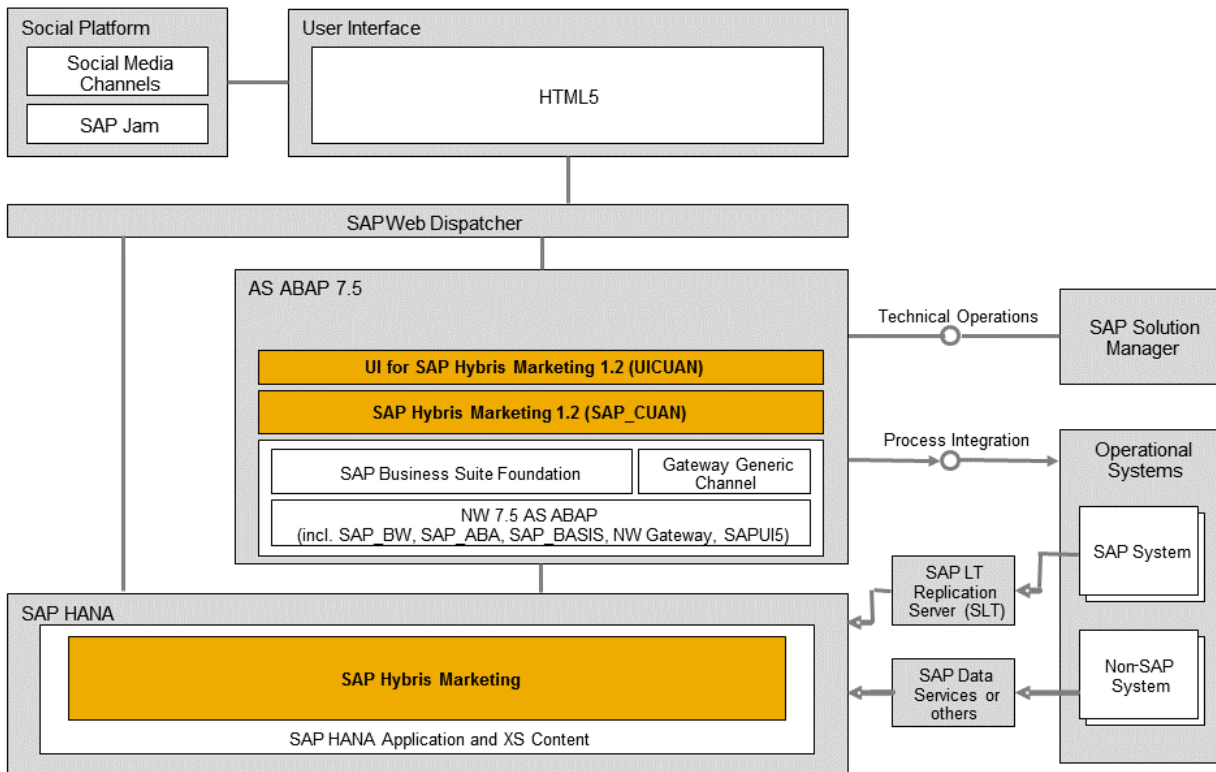 Social Platform
Social Media
Channels
SAP Jam
User Interface
HTML5
SAP Web Dispatcher
AS ABAP 7.5
UI for SAP Hybris Marketing 1.2 (UICUAN)
SAP Hybris Marketing 1.2 (SAP_CUAN)
SAP Business Suite Foundation
Gateway Generic
Channel
NW 7.5 AS ABAP
(incl. SAP_BW, SAP_ABA, SAP_BASIS, NW Gateway, SAPUI5)
Technical Operations
SAP Solution
Manager
Process Integration
Operational
Systems
SAP System
Non-SAP
System
SAP LT
Replication
Server (SLT)
SAP Data
Services or
others
SAP HANA
SAP Hybris Marketing
SAP HANA Application and XS Content